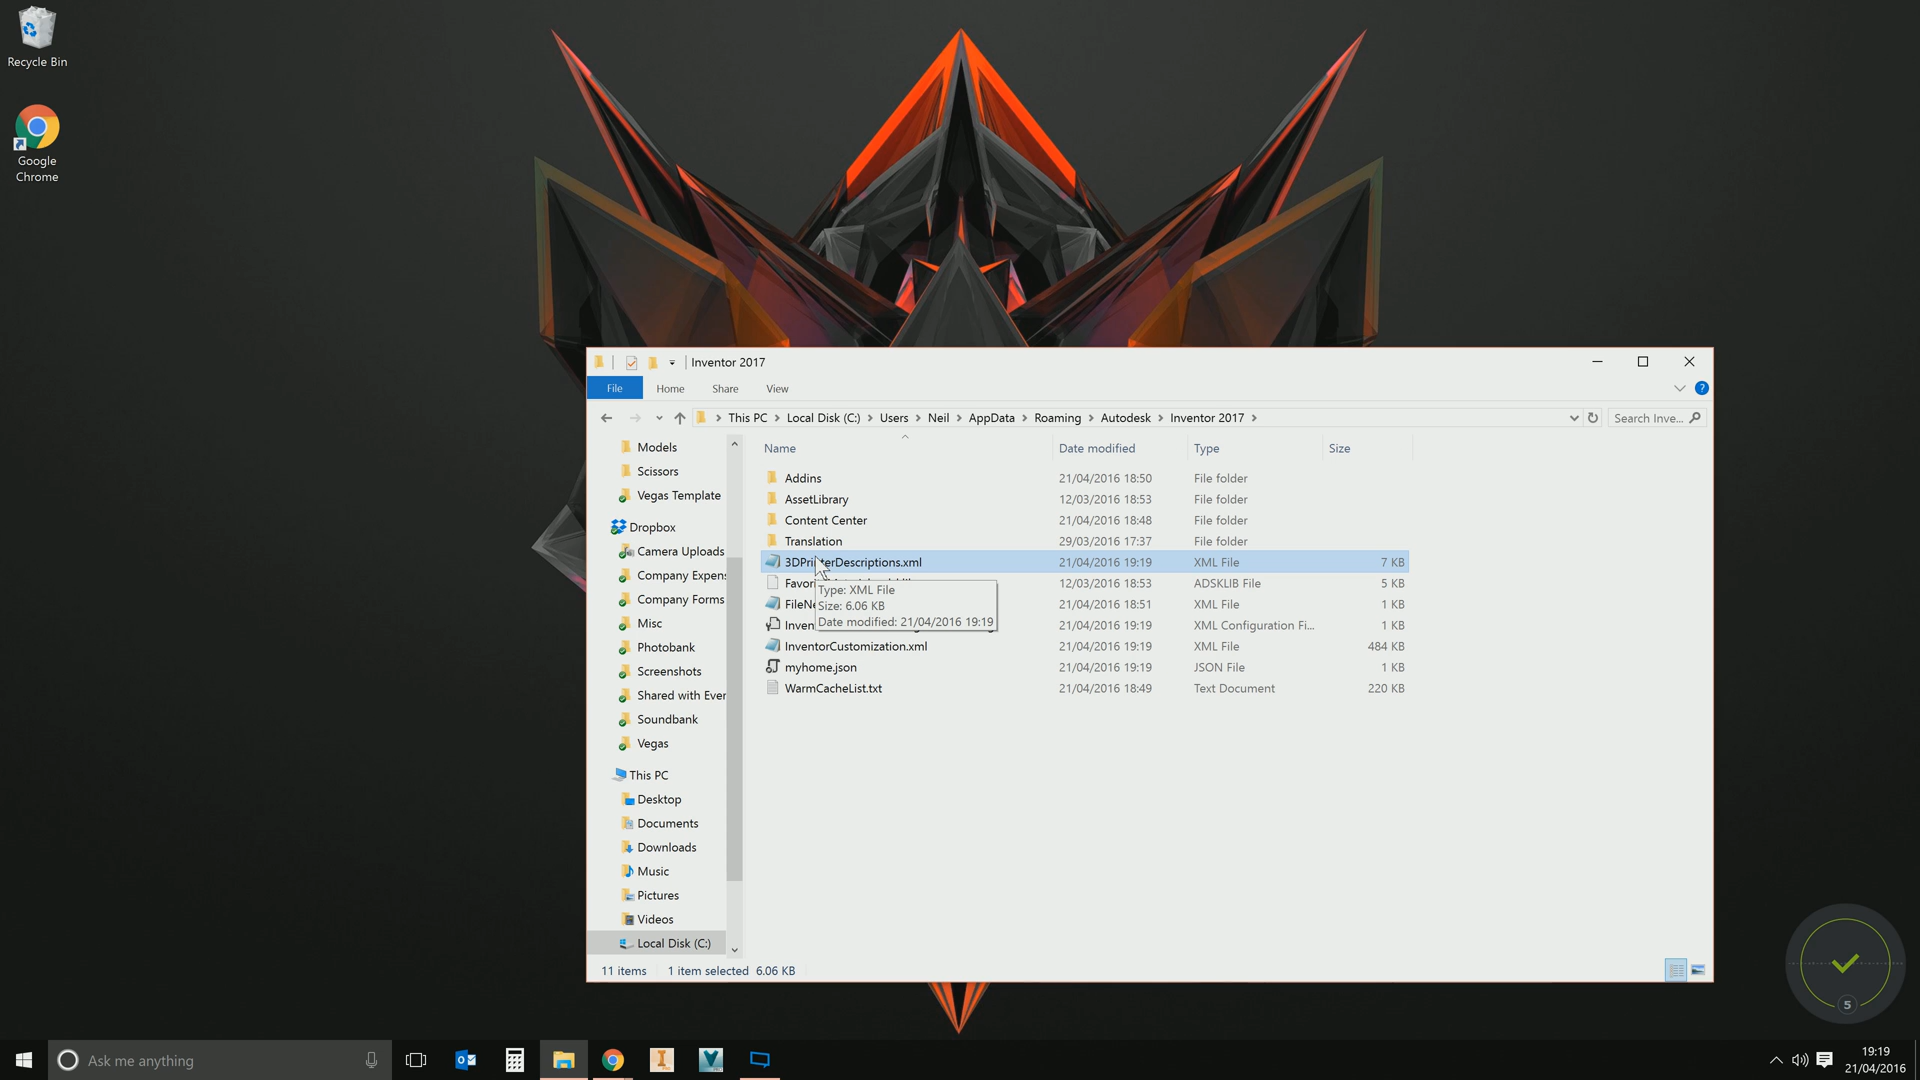 Recycle Bin
Google
Chrome
Inventor 2017
File Home Share View
This PC Local Disk (C:) Users Neil AppData Roaming Autodesk Inventor 2017
Search Inve...
Models
Scissors
Vegas Template
Dropbox
Camera Uploads
Company Expens
Company Forms
Misc
Photobank
Screenshots
Shared with Ever
Soundbank
Vegas
This PC
Desktop
Documents
Downloads
Music
Pictures
Videos
Local Disk (C:)
Name Date modified Type Size
Addins 21/04/2016 18:50 File folder
AssetLibrary 12/03/2016 18:53 File folder
Content Center 21/04/2016 18:48 File folder
Translation 29/03/2016 17:37 File folder
3DPrinterDescriptions.xml 21/04/2016 19:19 XML File 7 KB
12/03/2016 18:53 ADSKLIB File 5 KB
21/04/2016 18:51 XML File 1 KB
21/04/2016 19:19 XML Configuration Fi... 1 KB
InventorCustomization.xml 21/04/2016 19:19 XML File 484 KB
myhome.json 21/04/2016 19:19 JSON File 1 KB
WarmCacheList.txt 21/04/2016 18:49 Text Document 220 KB
Type: XML File
Size: 6.06 KB
Date modified: 21/04/2016 19:19
11 items 1 item selected 6.06 KB
5
Ask me anything
19:19
21/04/2016